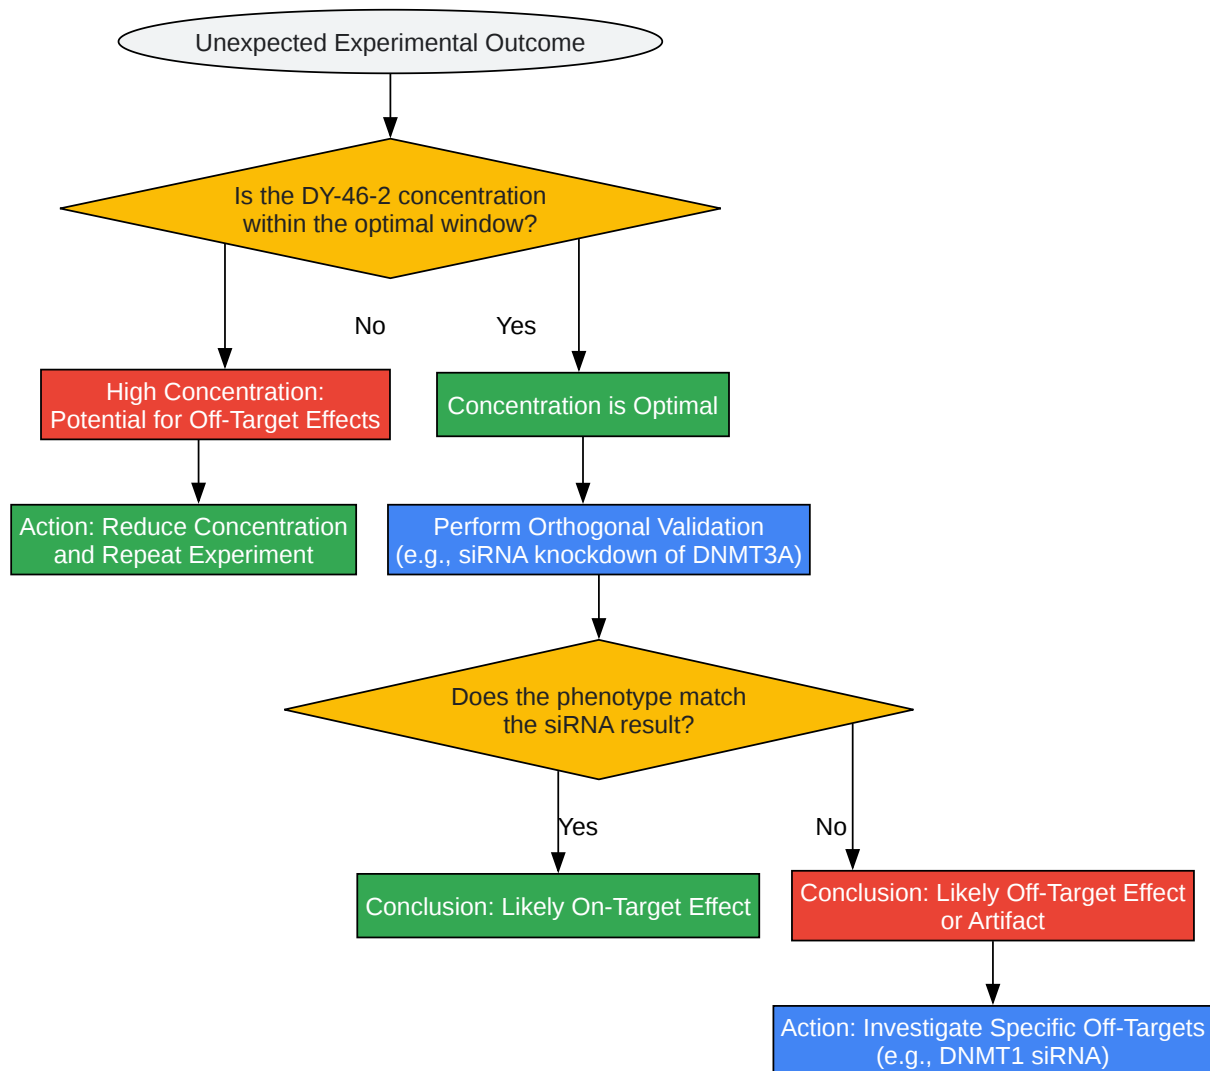 Unexpected Experimental Outcome
Is the DY-46-2 concentration
within the optimal window?
No
Yes
High Concentration:
Potential for Off-Target Effects
Concentration is Optimal
Action: Reduce Concentration
and Repeat Experiment
Perform Orthogonal Validation
(e.g., siRNA knockdown of DNMT3A)
Does the phenotype match
the siRNA result?
Yes
No
Conclusion: Likely On-Target Effect
Conclusion: Likely Off-Target Effect
or Artifact
Action: Investigate Specific Off-Targets
(e.g., DNMT1 siRNA)